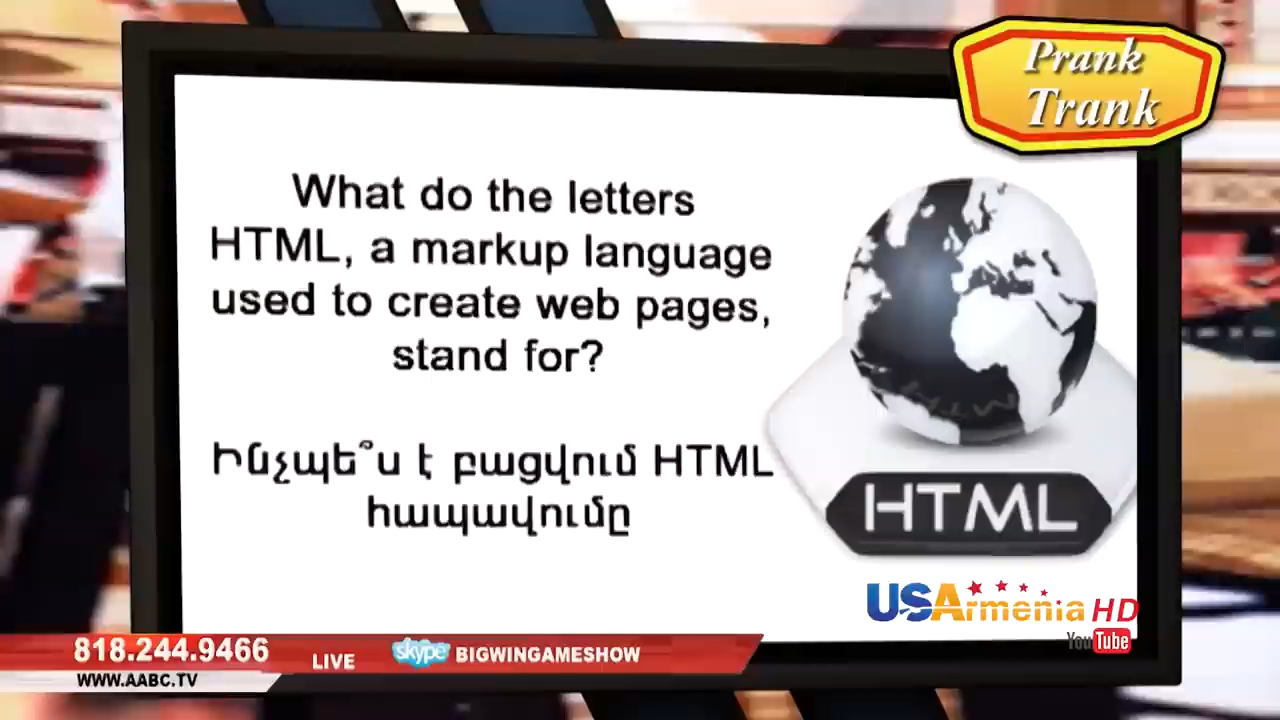 Prank
Trank
What do the letters
HTML, a markup language
used to create web pages,
stand for?
Ինչպե՞ս է բացվում HTML
հապավումը
HTML
USArmenia HD
YouTube
818.244.9466
LIVE
skype BIGWINGAMESHOW
WWW.AABC.TV